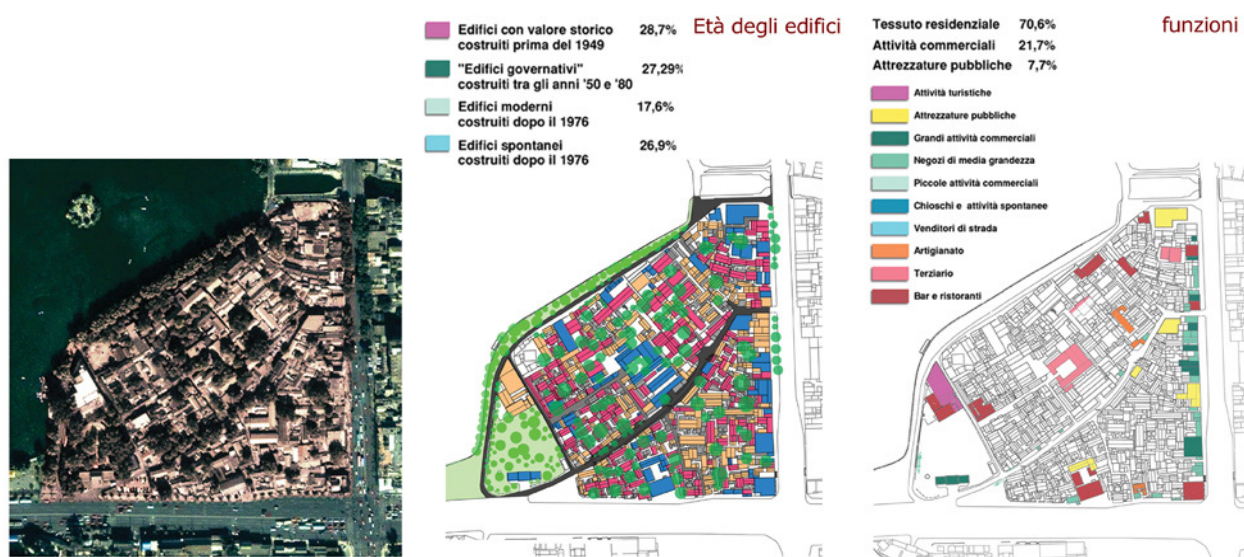 Età degli edifici
Edifici con valore storico 28,7%
costruiti prima del 1949
"Edifici governativi" 27,29%
costruiti tra gli anni '50 e '80
Edifici moderni 17,6%
costruiti dopo il 1976
Edifici spontanei 26,9%
costruiti dopo il 1976
funzioni
Tessuto residenziale 70,6%
Attività commerciali 21,7%
Attrezzature pubbliche 7,7%
Attività turistiche
Attrezzature pubbliche
Grandi attività commerciali
Negozi di media grandezza
Piccole attività commerciali
Chioschi e attività spontanee
Venditori di strada
Artigianato
Terziario
Bar e ristoranti